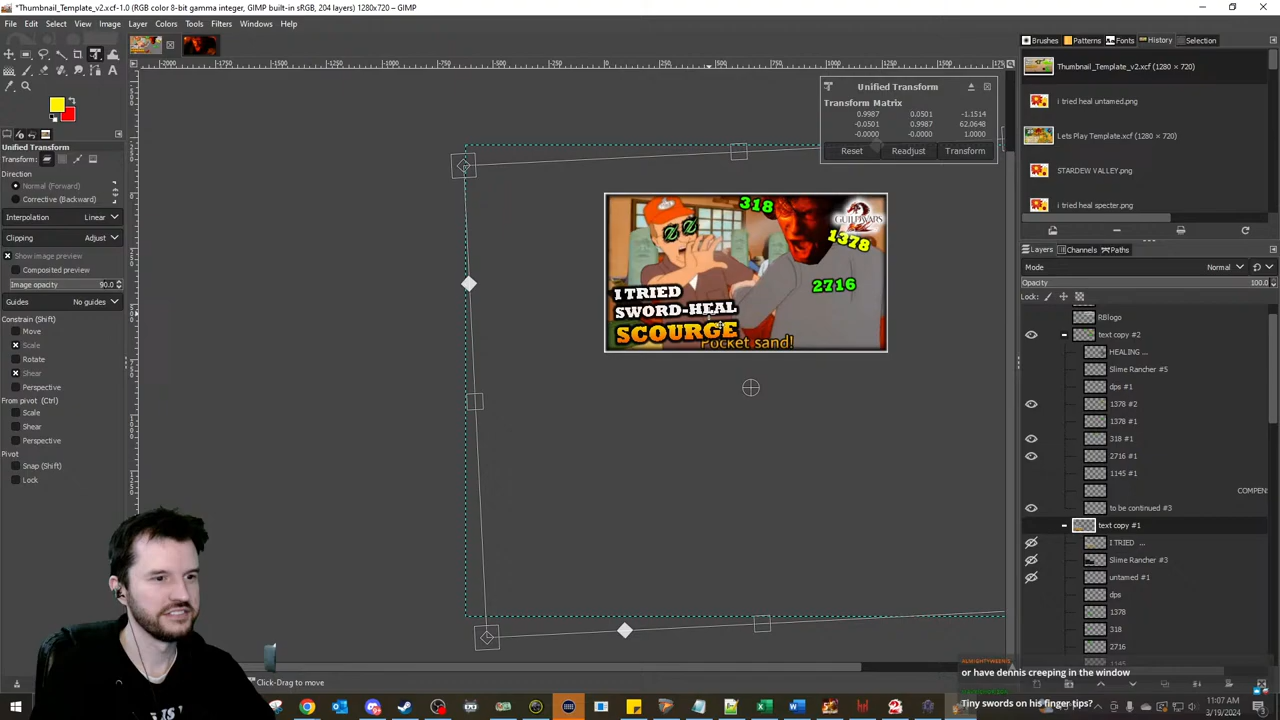 *Thumbnail_Template_v2.xcf-1.0 (RGB color 8-bit gamma integer, GIMP built-in sRGB, 204 layers) 1280x720 – GIMP
File Edit Select View Image Layer Colors Tools Filters Windows Help
Brushes Patterns Fonts History Selection
Thumbnail_Template_v2.xcf (1280 × 720)
i tried heal untamed.png
Lets Play Template.xcf (1280 × 720)
STARDEW VALLEY.png
i tried heal specter.png
Unified Transform
Transform Matrix
0.9987 0.0501 -1.1514
-0.0501 0.9987 62.0648
-0.0000 -0.0000 1.0000
Reset Readjust Transform
Unified Transform
Transform:
Direction
Normal (Forward)
Corrective (Backward)
Interpolation Linear
Clipping Adjust
Show image preview
Composited preview
Image opacity 90.0
Guides No guides
Constrain (Shift)
Move
Scale
Rotate
Shear
Perspective
From pivot (Ctrl)
Scale
Shear
Perspective
Pivot
Snap (Shift)
Lock
318
GUILD WARS 2
1378
2716
I TRIED
SWORD-HEAL
SCOURGE
Pocket sand!
Layers Channels Paths
Mode Normal
Opacity 100.0
Lock:
RBlogo
text copy #2
HEALING ...
Slime Rancher #5
dps #1
1378 #2
1378 #1
318 #1
2716 #1
1145 #1
COMPEN
to be continued #3
text copy #1
I TRIED ...
Slime Rancher #3
untamed #1
dps
1378
318
2716
1145
Click-Drag to move
ALMIGHTYWEENIE
or have dennis creeping in the window
Tiny swords on his finger tips?
11:07 AM
3/19/2024